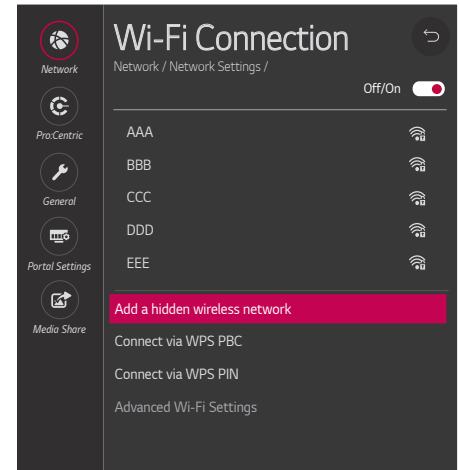 Wi-Fi Connection
Network / Network Settings /
Off/On
Network
Pro:Centric
General
Portal Settings
Media Share
AAA
BBB
CCC
DDD
EEE
Add a hidden wireless network
Connect via WPS PBC
Connect via WPS PIN
Advanced Wi-Fi Settings